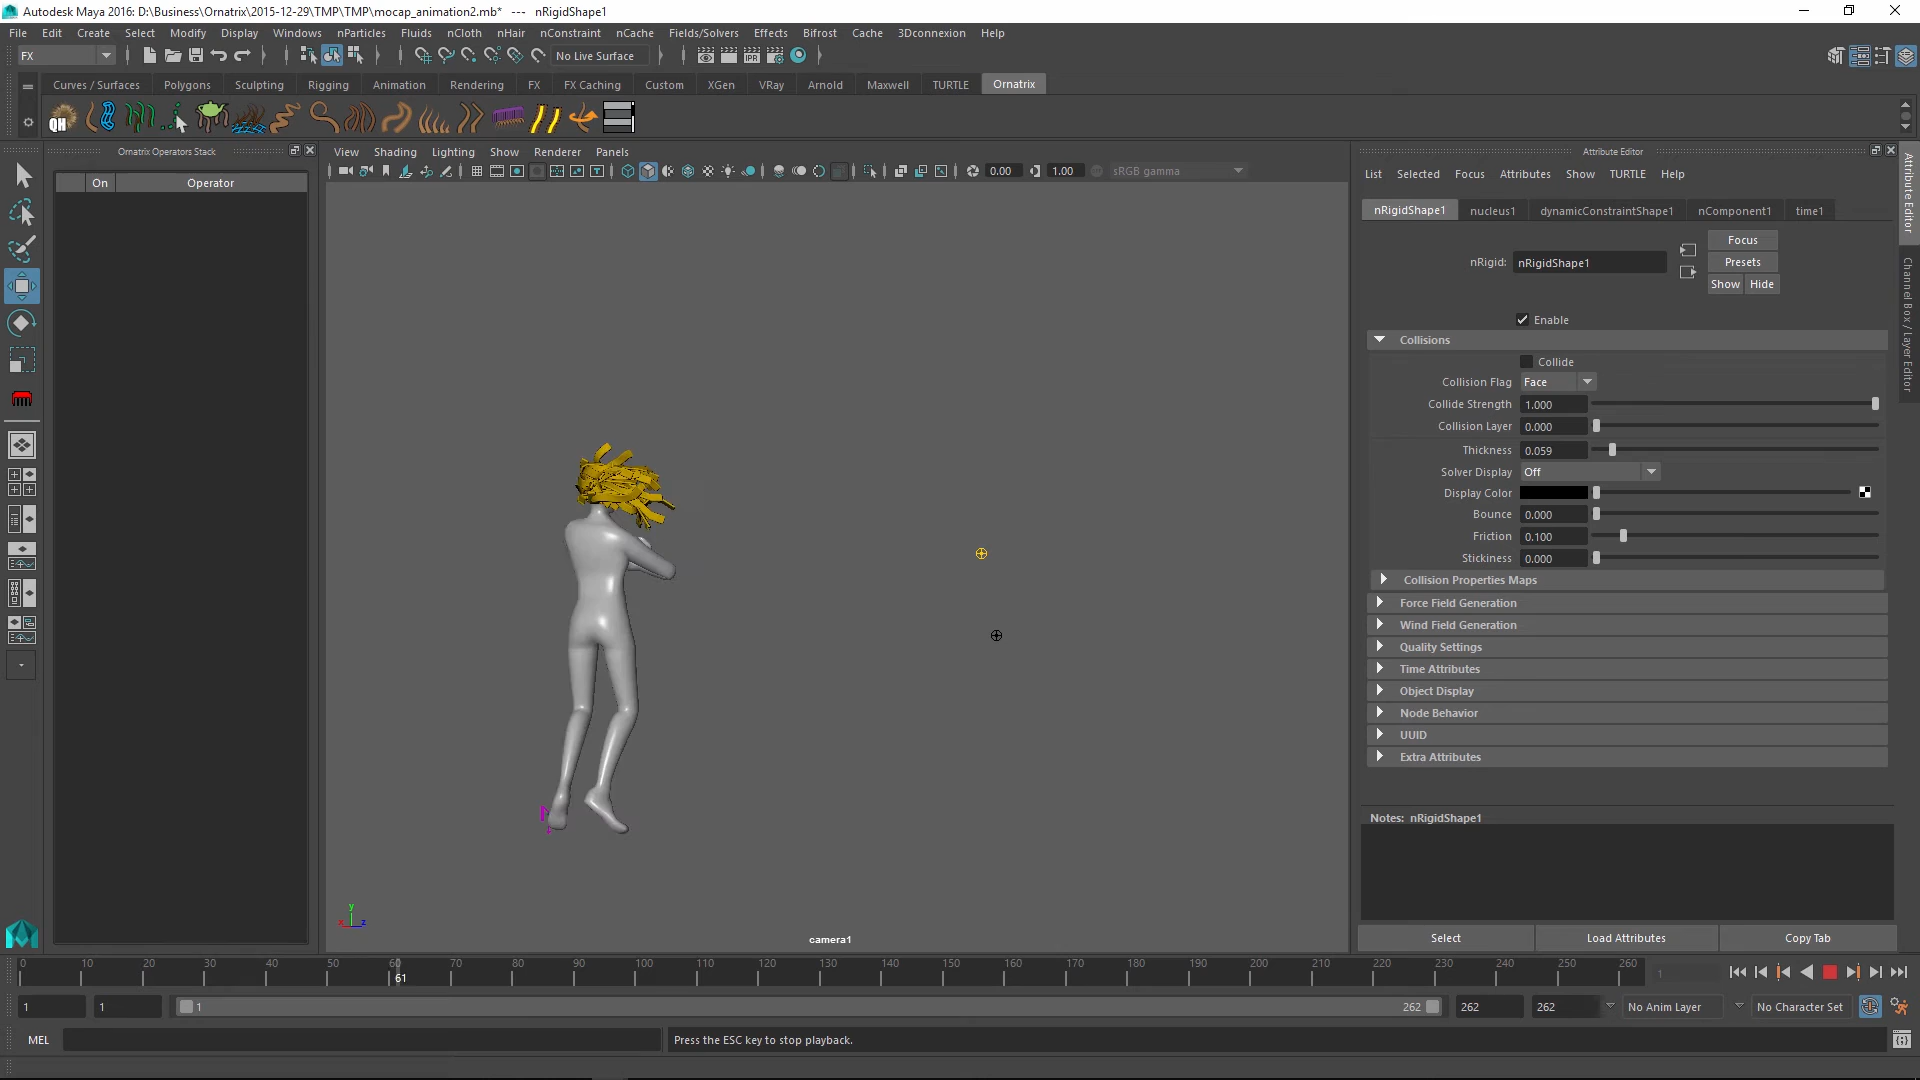 Autodesk Maya 2016: D:\Business\Ornatrix\2015-12-29\TMP\TMP\mocap_animation2.mb* --- nRigidShape1
File Edit Create Select Modify Display Windows nParticles Fluids nCloth nHair nConstraint nCache Fields/Solvers Effects Bifrost Cache 3Dconnexion Help
FX No Live Surface IPR
Curves / Surfaces Polygons Sculpting Rigging Animation Rendering FX FX Caching Custom XGen VRay Arnold Maxwell TURTLE Ornatrix
QH
Ornatrix Operators Stack
On Operator
View Shading Lighting Show Renderer Panels
0.00 1.00 sRGB gamma
camera1
Attribute Editor
List Selected Focus Attributes Show TURTLE Help
nRigidShape1 nucleus1 dynamicConstraintShape1 nComponent1 time1
Focus
nRigid: nRigidShape1 Presets
Show Hide
Enable
Collisions
Collide
Collision Flag Face
Collide Strength 1.000
Collision Layer 0.000
Thickness 0.059
Solver Display Off
Display Color
Bounce 0.000
Friction 0.100
Stickiness 0.000
Collision Properties Maps
Force Field Generation
Wind Field Generation
Quality Settings
Time Attributes
Object Display
Node Behavior
UUID
Extra Attributes
Notes: nRigidShape1
Select Load Attributes Copy Tab
Attribute Editor
Channel Box / Layer Editor
y
x z
0 10 20 30 40 50 60 70 80 90 100 110 120 130 140 150 160 170 180 190 200 210 220 230 240 250 260
61
1
1 1 1 262 262 262 No Anim Layer No Character Set
MEL Press the ESC key to stop playback.